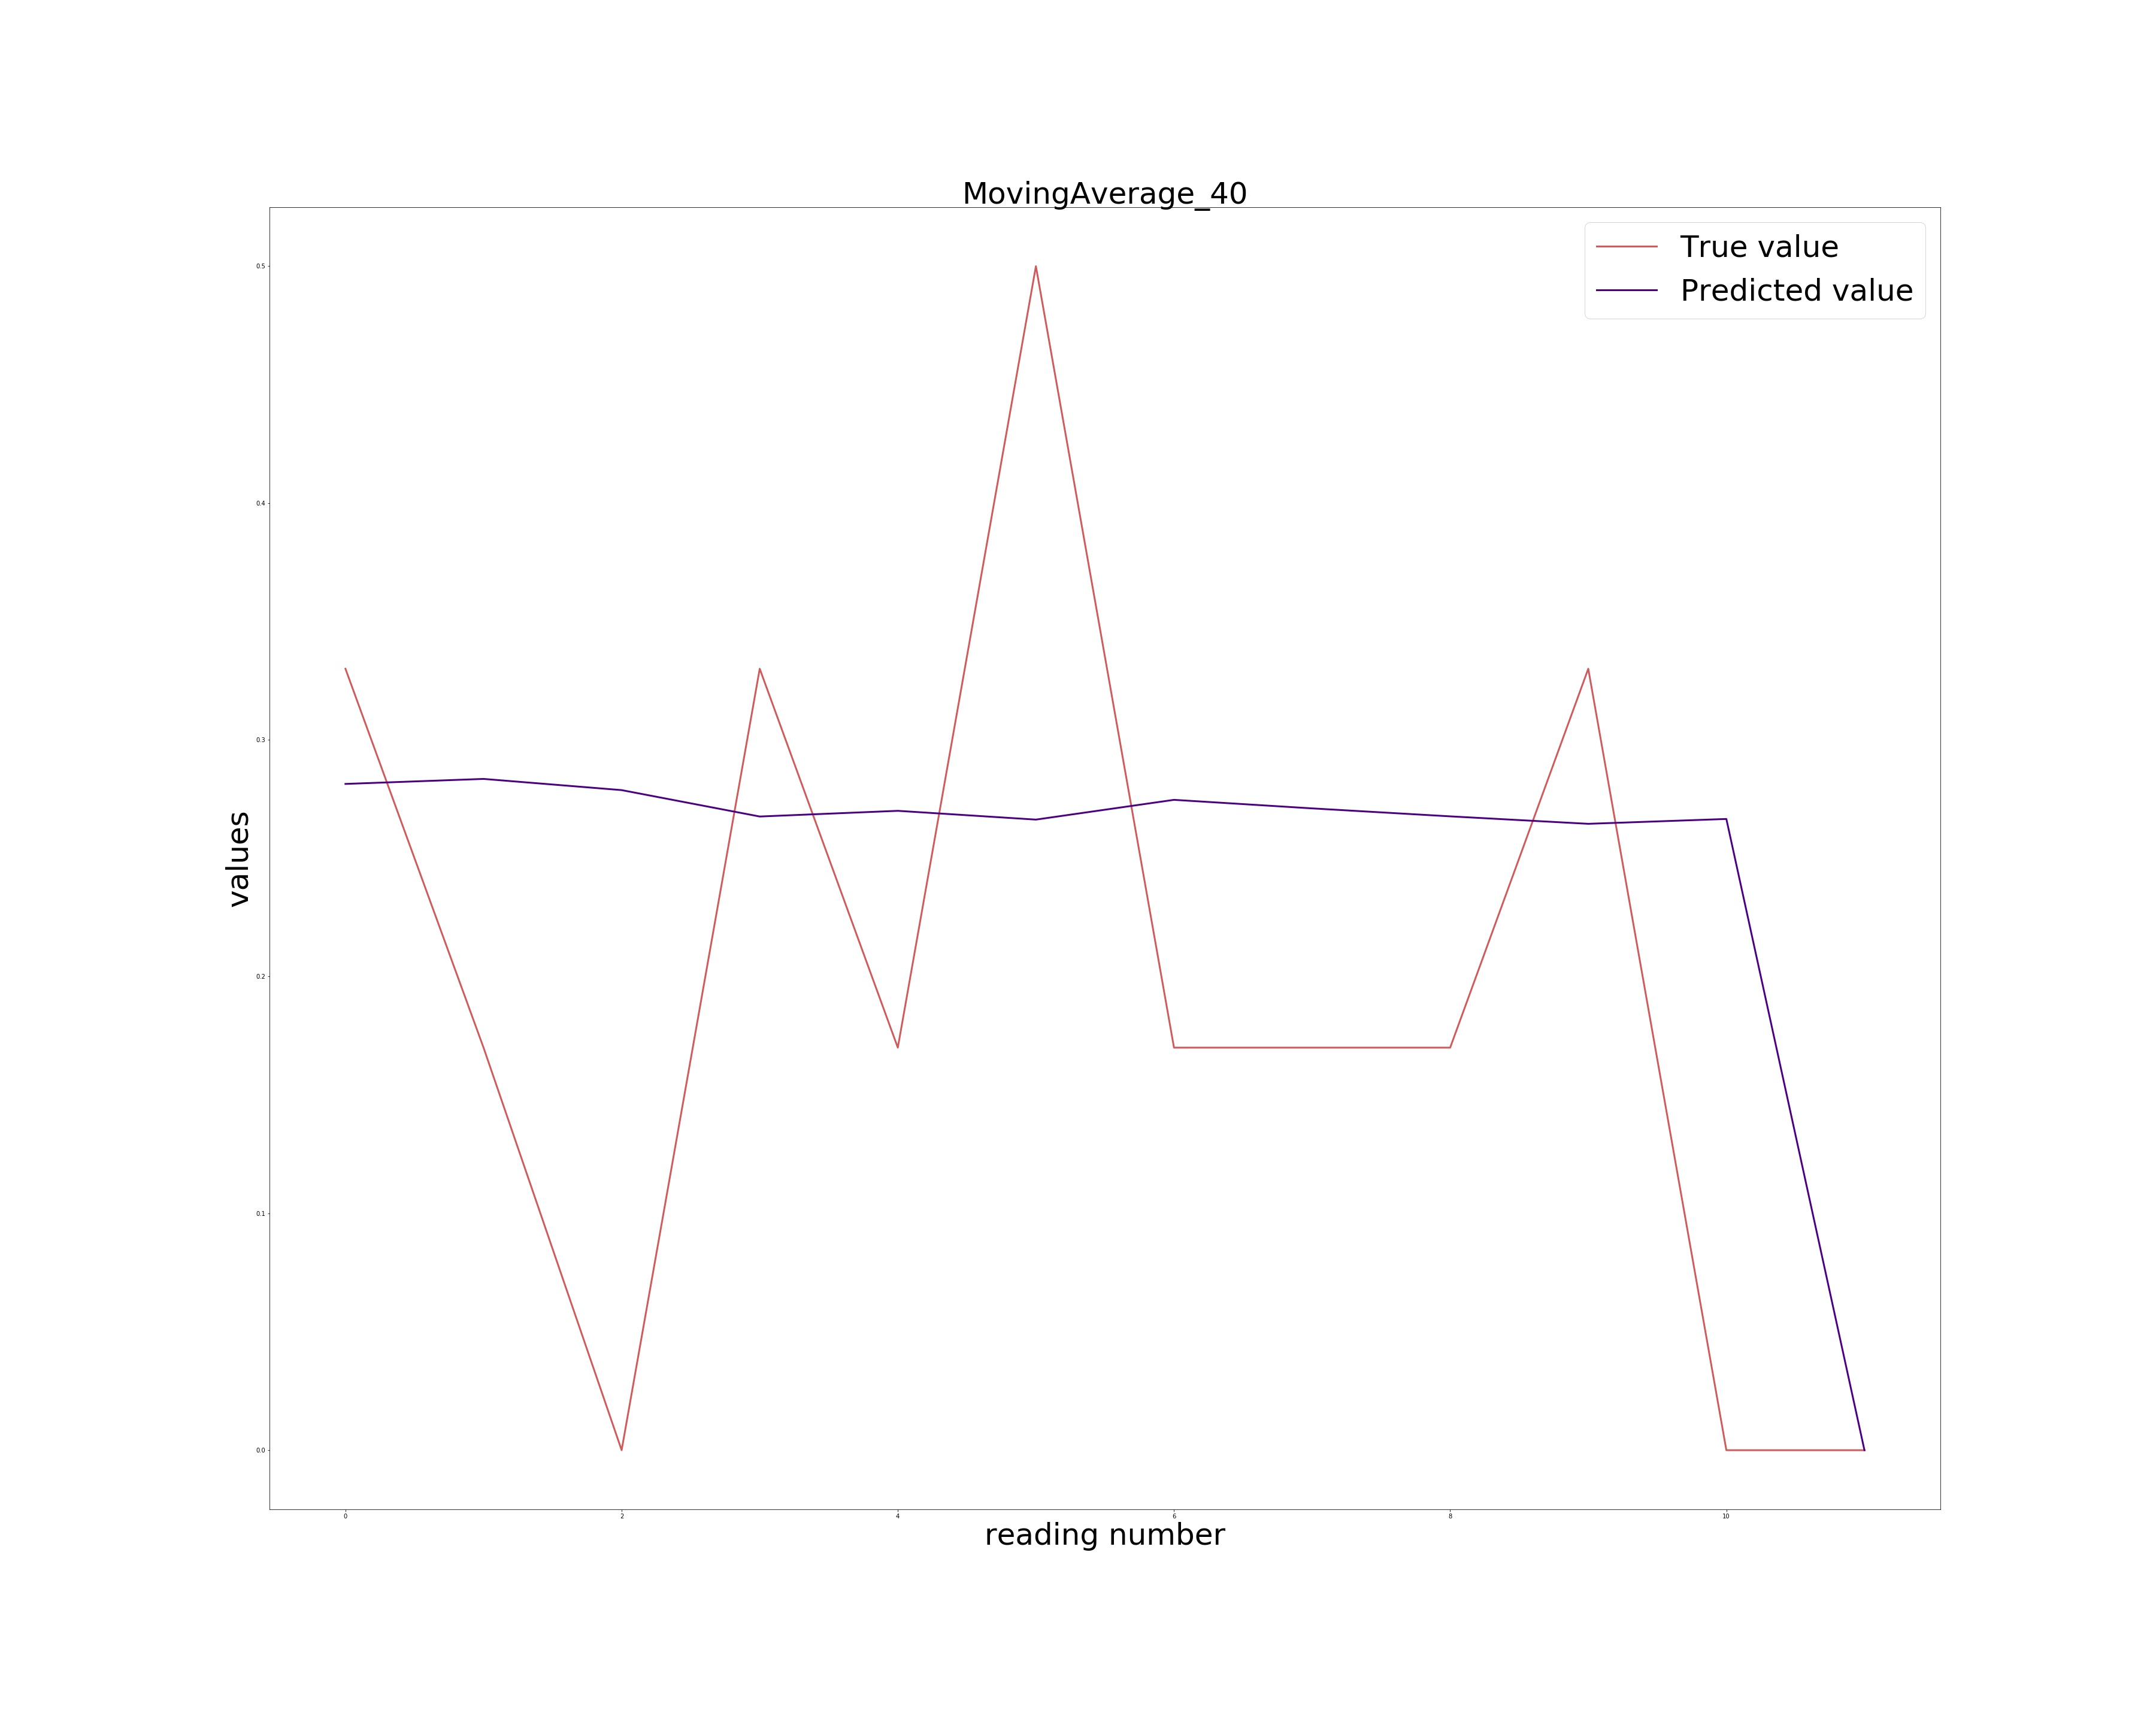 MovingAverage_40
True value
Predicted value
0.5
0.4
0.3
0.2
0.1
0.0
values
0 2 4 6 8 10
reading number